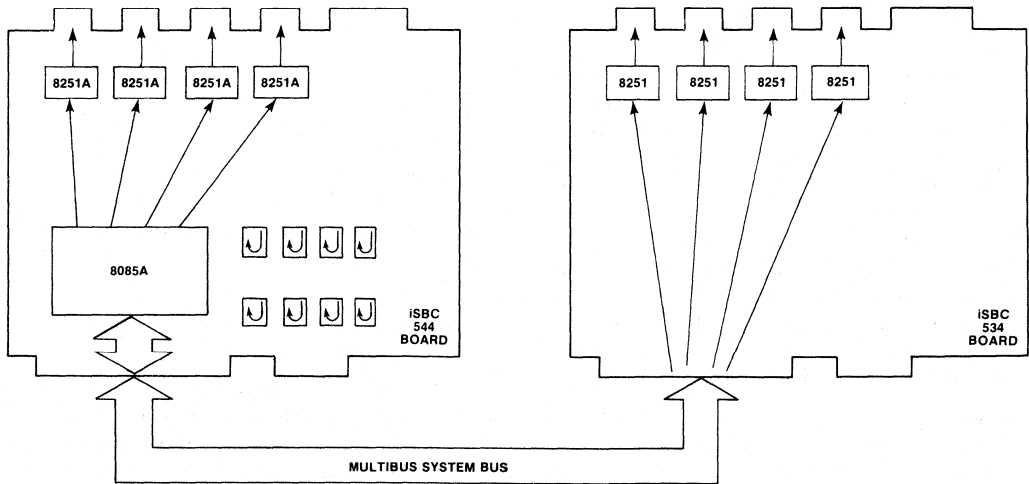 8251A 8251A 8251A 8251A
8085A
iSBC
544
BOARD
8251 8251 8251 8251
iSBC
534
BOARD
MULTIBUS SYSTEM BUS